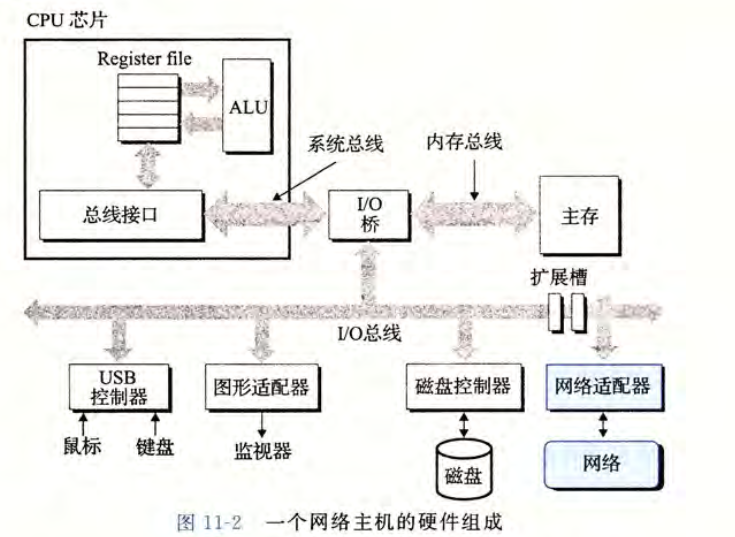 CPU 芯片
Register file
ALU
系统总线
内存总线
总线接口
I/O
桥
主存
扩展槽
I/O总线
USB
控制器
图形适配器
磁盘控制器
网络适配器
鼠标
键盘
监视器
磁盘
网络
图 11-2 一个网络主机的硬件组成